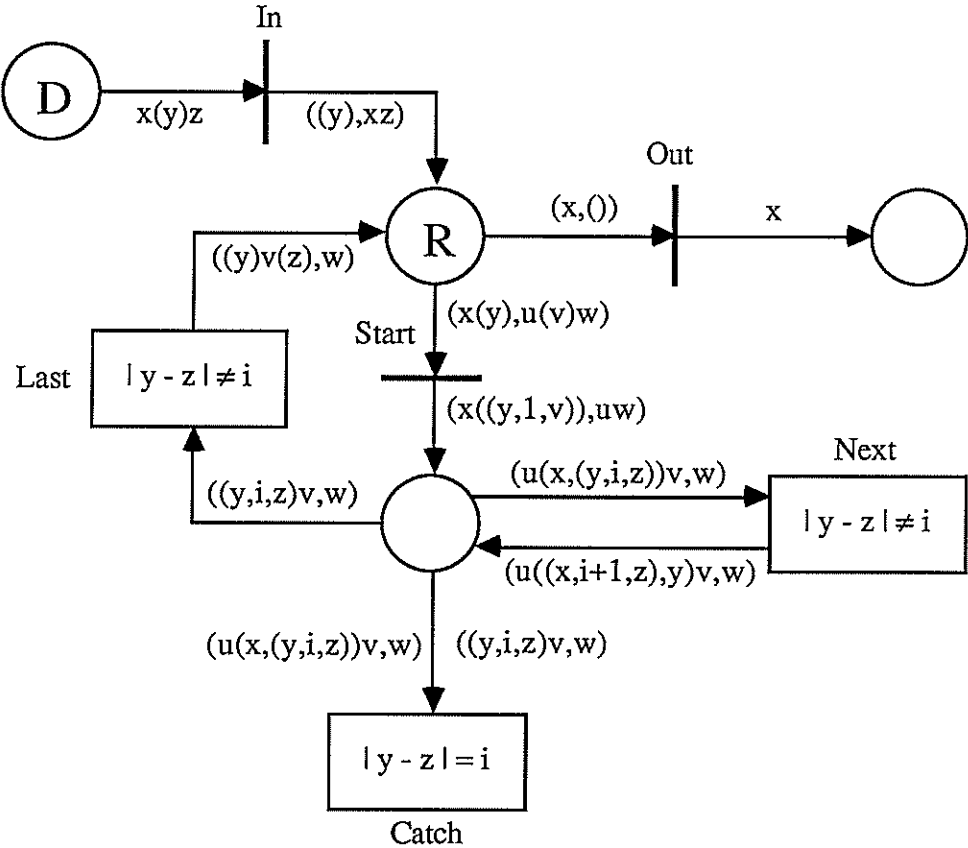 In
D
x(y)z
((y),xz)
Out
(x,())
x
R
((y)v(z),w)
(x(y),u(v)w)
Start
Last
| y - z | ≠ i
(x((y,1,v)),uw)
Next
(u(x,(y,i,z))v,w)
((y,i,z)v,w)
| y - z | ≠ i
(u((x,i+1,z),y)v,w)
(u(x,(y,i,z))v,w)
((y,i,z)v,w)
| y - z | = i
Catch